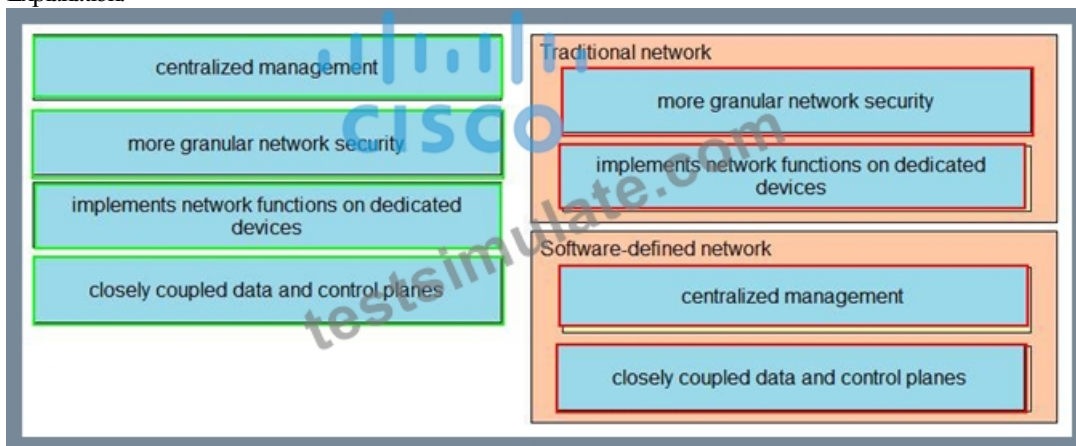 centralized management
more granular network security
implements network functions on dedicated
devices
closely coupled data and control planes
Traditional network
more granular network security
implements network functions on dedicated
devices
Software-defined network
centralized management
closely coupled data and control planes
CISCO
testsimulate.com